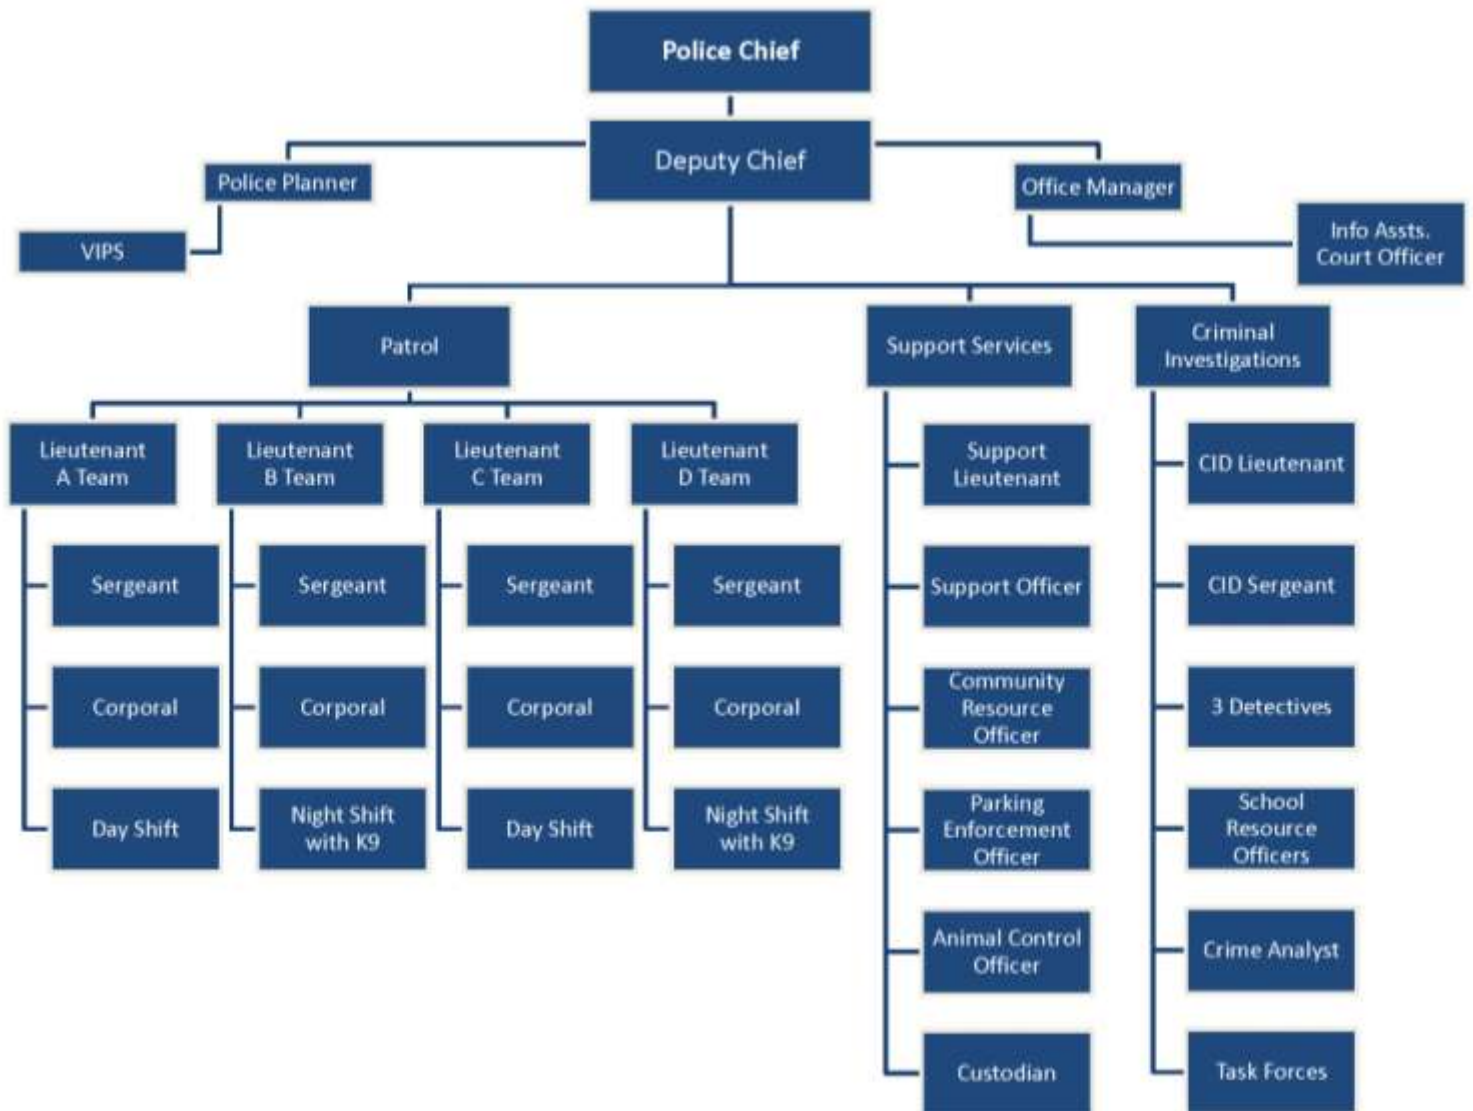 Police Chief
Deputy Chief
Police Planner
Office Manager
VIPS
Info Assts.
Court Officer
Patrol
Support Services
Criminal
Investigations
Lieutenant
A Team
Lieutenant
B Team
Lieutenant
C Team
Lieutenant
D Team
Support
Lieutenant
CID Lieutenant
Sergeant
Sergeant
Sergeant
Sergeant
Support Officer
CID Sergeant
Corporal
Corporal
Corporal
Corporal
Community
Resource
Officer
3 Detectives
Day Shift
Night Shift
with K9
Day Shift
Night Shift
with K9
Parking
Enforcement
Officer
School
Resource
Officers
Animal Control
Officer
Crime Analyst
Custodian
Task Forces